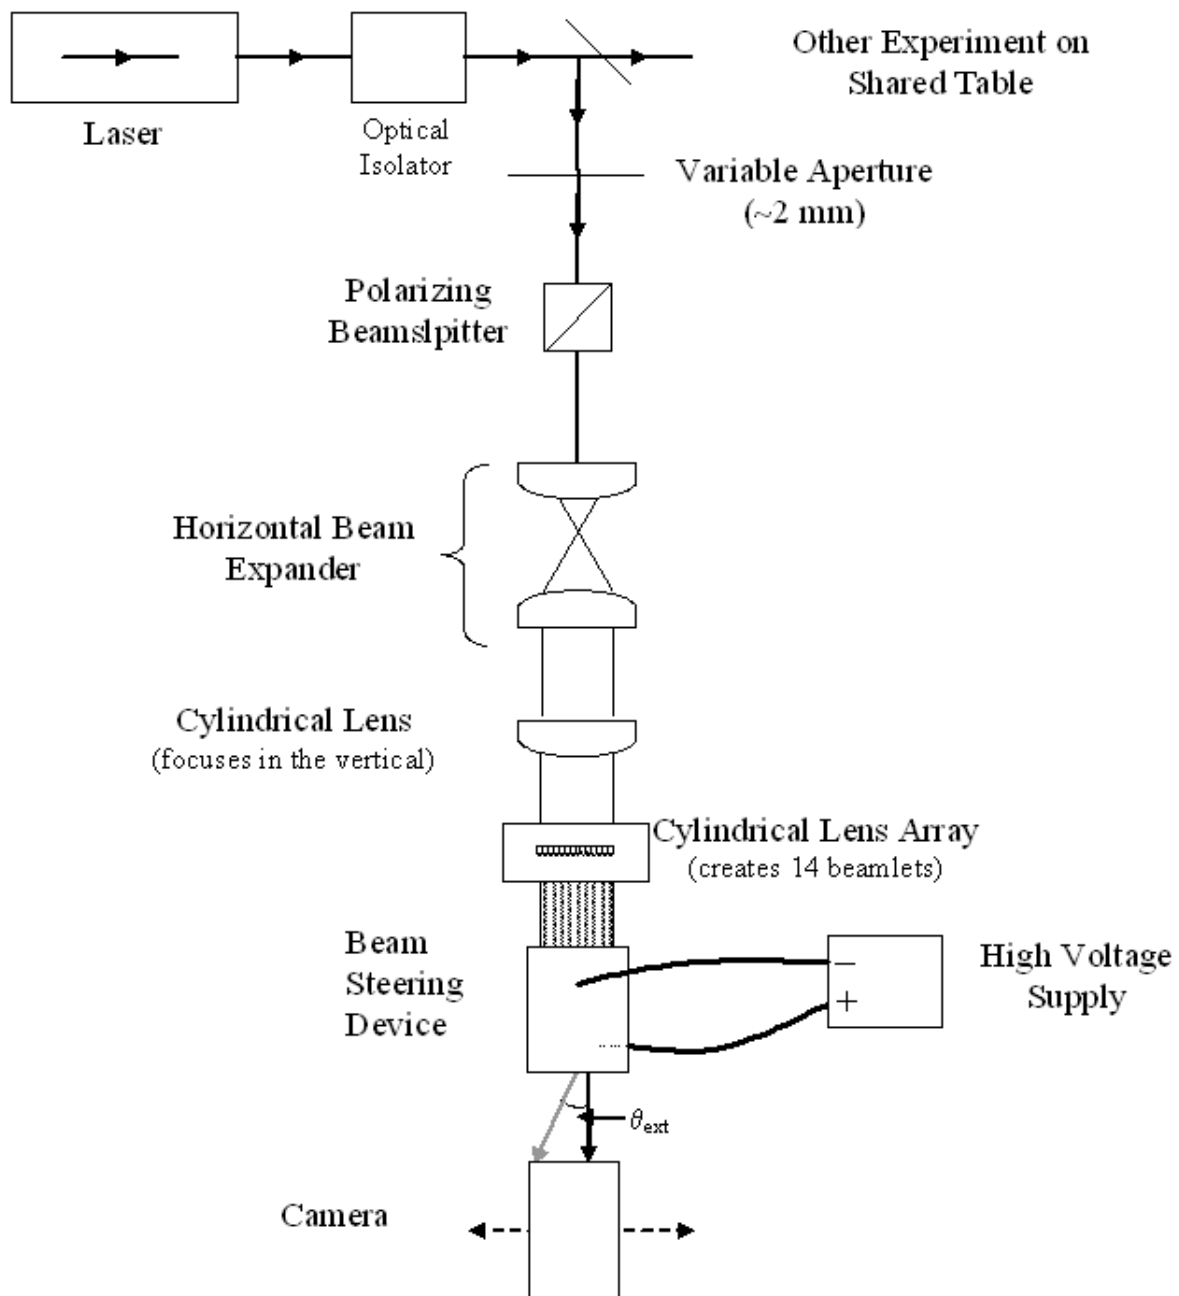 Other Experiment on
Shared Table
Laser
Optical
Isolator
Variable Aperture
(~2 mm)
Polarizing
Beamslpitter
Horizontal Beam
Expander
Cylindrical Lens
(focuses in the vertical)
Cylindrical Lens Array
(creates 14 beamlets)
Beam
Steering
Device
−
+
High Voltage
Supply
θext
Camera